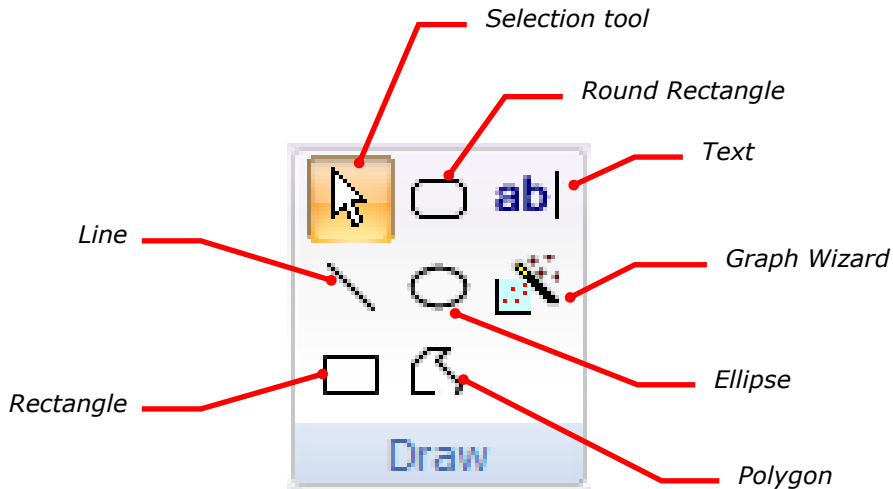 Selection tool
Round Rectangle
Text
ab
Line
Graph Wizard
Ellipse
Rectangle
Draw
Polygon